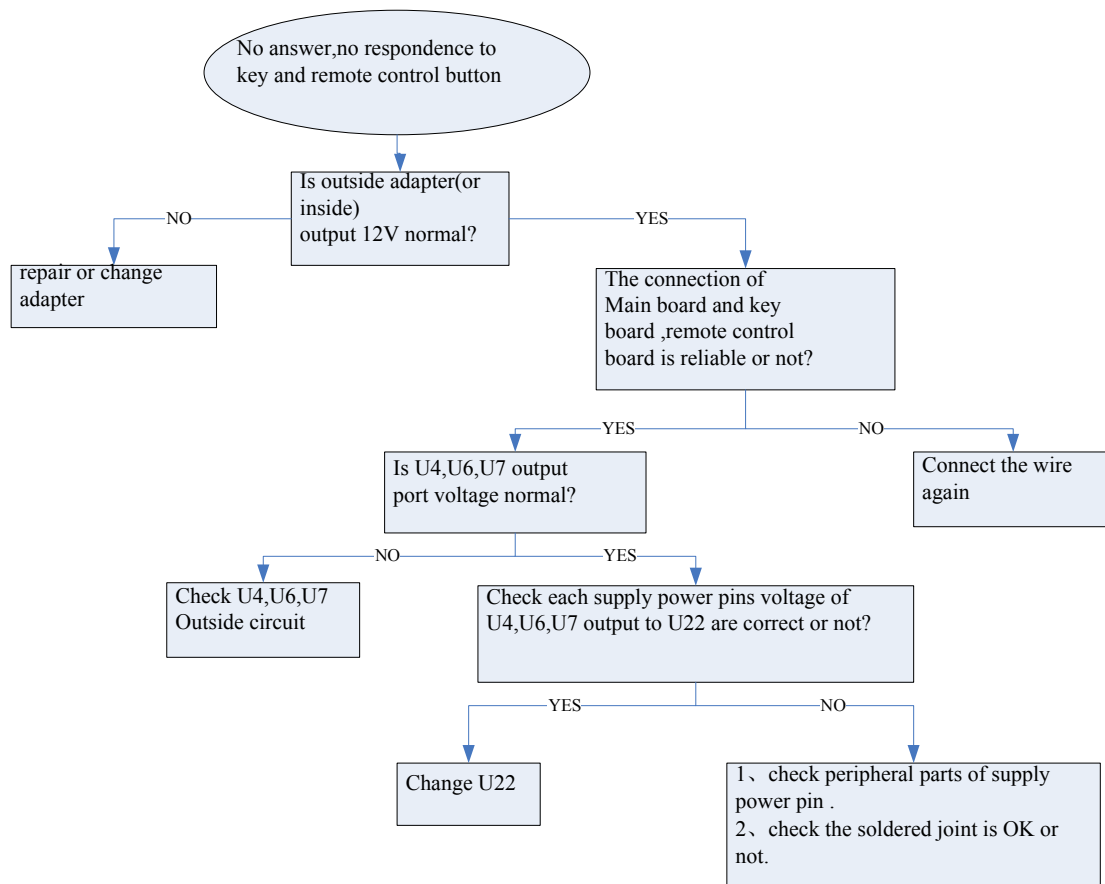 No answer,no respondence to
key and remote control button
Is outside adapter(or
inside)
output 12V normal?
NO
YES
repair or change
adapter
The connection of
Main board and key
board ,remote control
board is reliable or not?
YES
NO
Is U4,U6,U7 output
port voltage normal?
Connect the wire
again
NO
YES
Check U4,U6,U7
Outside circuit
Check each supply power pins voltage of
U4,U6,U7 output to U22 are correct or not?
YES
NO
Change U22
1、check peripheral parts of supply
power pin .
2、check the soldered joint is OK or
not.